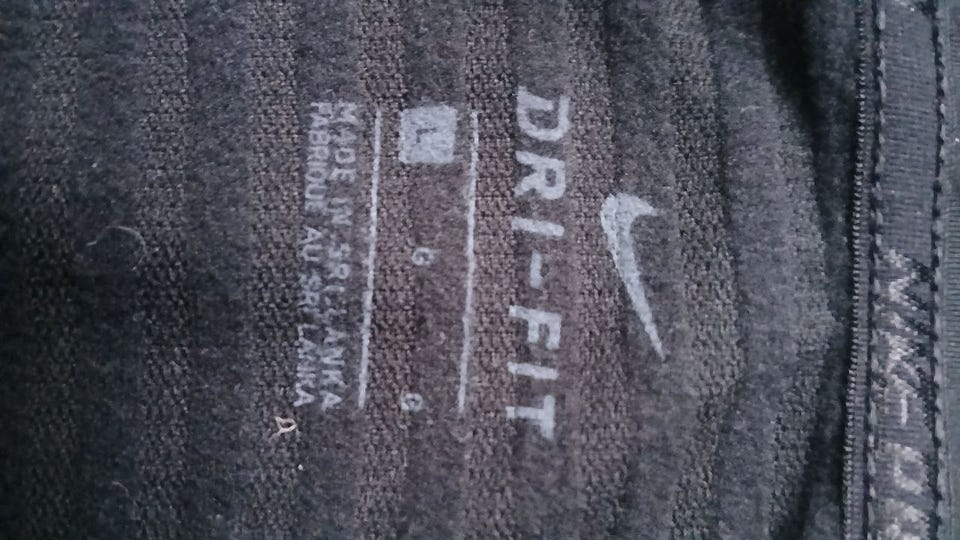 DRI-FIT
L G G
MADE IN SRI LANKA
FABRIQUÉ AU SRI LANKA